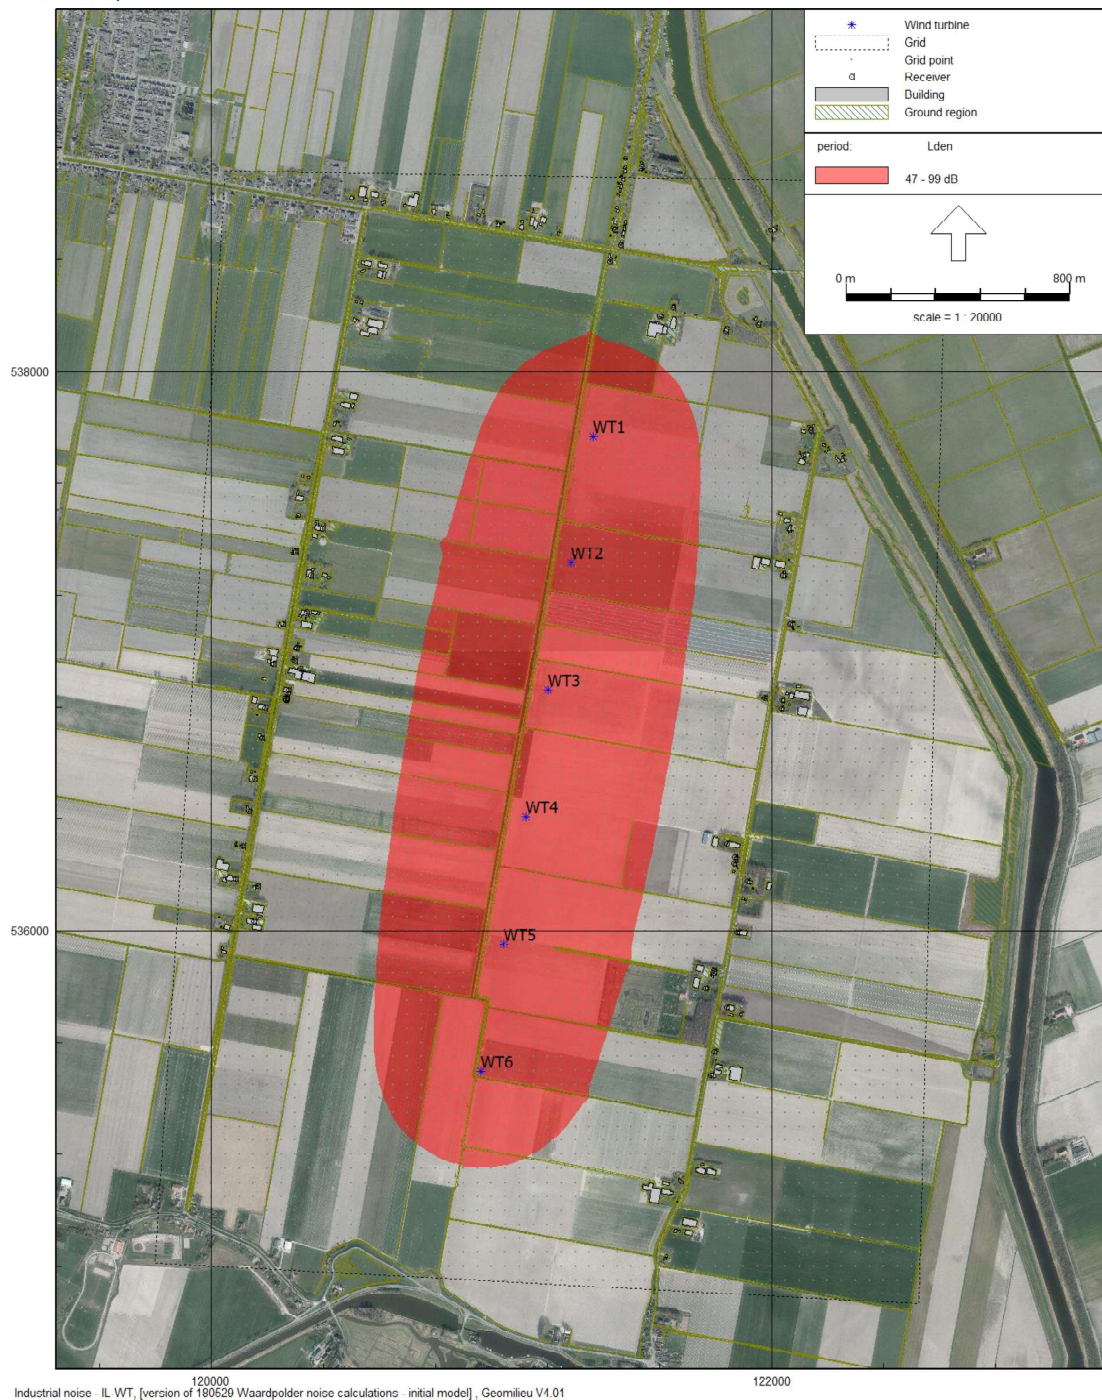 Wind turbine
Grid
Grid point
Receiver
Building
Ground region
period: Lden
47 - 99 dB
0 m 800 m
scale = 1 : 20000
538000
WT1
WT2
WT3
WT4
536000
WT5
WT6
120000 122000
Industrial noise - IL-WT, [version of 180529 Waardpolder noise calculations - initial model] , Geomilieu V4.01